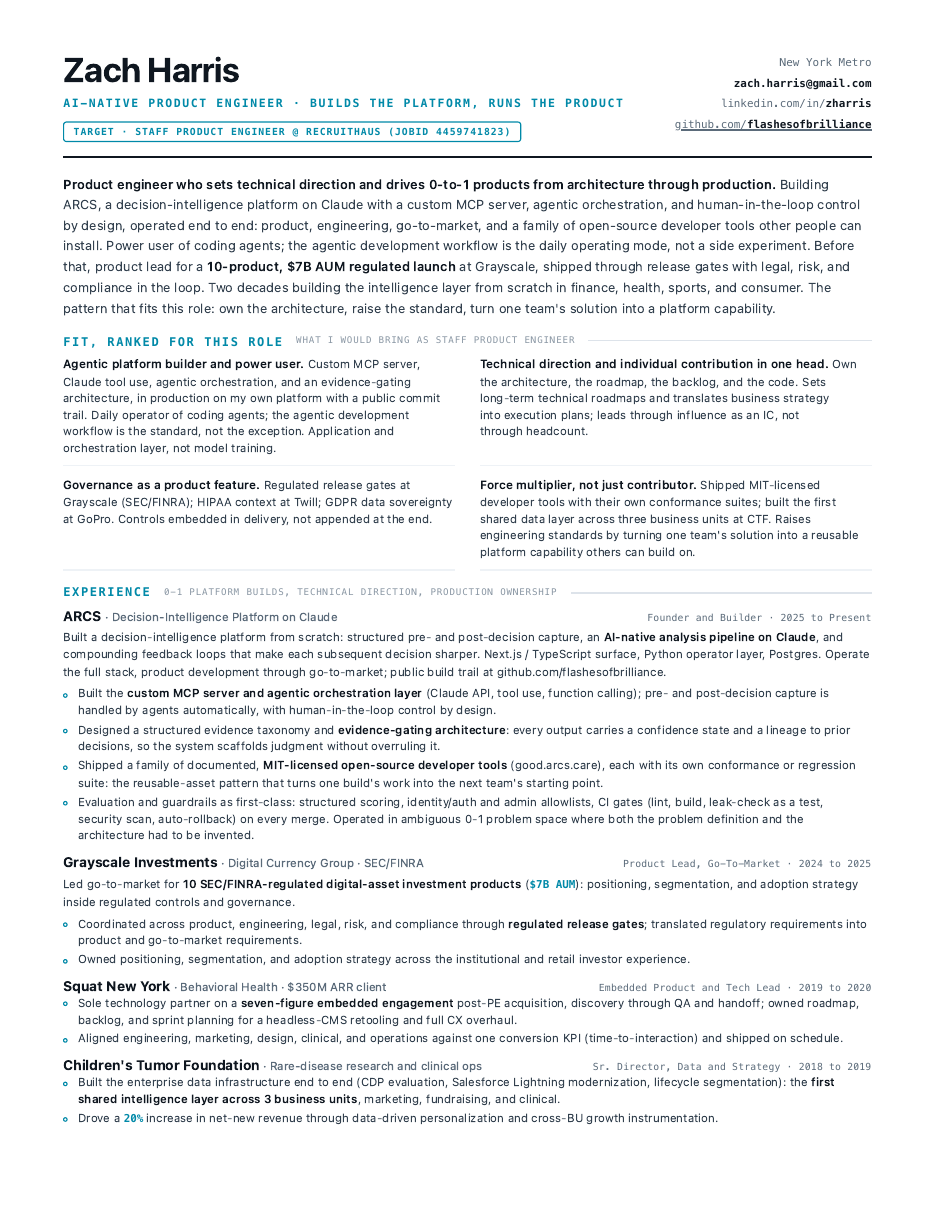 Zach Harris
New York Metro
zach.harris@gmail.com
AI–NATIVE PRODUCT ENGINEER · BUILDS THE PLATFORM, RUNS THE PRODUCT
linkedin.com/in/zharris
TARGET · STAFF PRODUCT ENGINEER @ RECRUITHAUS (JOBID 4459741823)
github.com/flashesofbrilliance
Product engineer who sets technical direction and drives 0-to-1 products from architecture through production. Building
ARCS, a decision-intelligence platform on Claude with a custom MCP server, agentic orchestration, and human-in-the-loop control
by design, operated end to end: product, engineering, go-to-market, and a family of open-source developer tools other people can
install. Power user of coding agents; the agentic development workflow is the daily operating mode, not a side experiment. Before
that, product lead for a 10-product, $7B AUM regulated launch at Grayscale, shipped through release gates with legal, risk, and
compliance in the loop. Two decades building the intelligence layer from scratch in finance, health, sports, and consumer. The
pattern that fits this role: own the architecture, raise the standard, turn one team's solution into a platform capability.
FIT, RANKED FOR THIS ROLE WHAT I WOULD BRING AS STAFF PRODUCT ENGINEER
Agentic platform builder and power user. Custom MCP server,
Claude tool use, agentic orchestration, and an evidence-gating
architecture, in production on my own platform with a public commit
trail. Daily operator of coding agents; the agentic development
workflow is the standard, not the exception. Application and
orchestration layer, not model training.
Technical direction and individual contribution in one head. Own
the architecture, the roadmap, the backlog, and the code. Sets
long-term technical roadmaps and translates business strategy
into execution plans; leads through influence as an IC, not
through headcount.
Governance as a product feature. Regulated release gates at
Grayscale (SEC/FINRA); HIPAA context at Twill; GDPR data sovereignty
at GoPro. Controls embedded in delivery, not appended at the end.
Force multiplier, not just contributor. Shipped MIT-licensed
developer tools with their own conformance suites; built the first
shared data layer across three business units at CTF. Raises
engineering standards by turning one team's solution into a reusable
platform capability others can build on.
EXPERIENCE 0–1 PLATFORM BUILDS, TECHNICAL DIRECTION, PRODUCTION OWNERSHIP
ARCS · Decision-Intelligence Platform on Claude Founder and Builder · 2025 to Present
Built a decision-intelligence platform from scratch: structured pre- and post-decision capture, an AI-native analysis pipeline on Claude, and
compounding feedback loops that make each subsequent decision sharper. Next.js / TypeScript surface, Python operator layer, Postgres. Operate
the full stack, product development through go-to-market; public build trail at github.com/flashesofbrilliance.
Built the custom MCP server and agentic orchestration layer (Claude API, tool use, function calling); pre- and post-decision capture is
handled by agents automatically, with human-in-the-loop control by design.
Designed a structured evidence taxonomy and evidence-gating architecture: every output carries a confidence state and a lineage to prior
decisions, so the system scaffolds judgment without overruling it.
Shipped a family of documented, MIT-licensed open-source developer tools (good.arcs.care), each with its own conformance or regression
suite: the reusable-asset pattern that turns one build's work into the next team's starting point.
Evaluation and guardrails as first-class: structured scoring, identity/auth and admin allowlists, CI gates (lint, build, leak-check as a test,
security scan, auto-rollback) on every merge. Operated in ambiguous 0-1 problem space where both the problem definition and the
architecture had to be invented.
Grayscale Investments · Digital Currency Group · SEC/FINRA Product Lead, Go–To–Market · 2024 to 2025
Led go-to-market for 10 SEC/FINRA-regulated digital-asset investment products ($7B AUM): positioning, segmentation, and adoption strategy
inside regulated controls and governance.
Coordinated across product, engineering, legal, risk, and compliance through regulated release gates; translated regulatory requirements into
product and go-to-market requirements.
Owned positioning, segmentation, and adoption strategy across the institutional and retail investor experience.
Squat New York · Behavioral Health · $350M ARR client Embedded Product and Tech Lead · 2019 to 2020
Sole technology partner on a seven-figure embedded engagement post-PE acquisition, discovery through QA and handoff; owned roadmap,
backlog, and sprint planning for a headless-CMS retooling and full CX overhaul.
Aligned engineering, marketing, design, clinical, and operations against one conversion KPI (time-to-interaction) and shipped on schedule.
Children's Tumor Foundation · Rare-disease research and clinical ops Sr. Director, Data and Strategy · 2018 to 2019
Built the enterprise data infrastructure end to end (CDP evaluation, Salesforce Lightning modernization, lifecycle segmentation): the first
shared intelligence layer across 3 business units, marketing, fundraising, and clinical.
Drove a 20% increase in net-new revenue through data-driven personalization and cross-BU growth instrumentation.